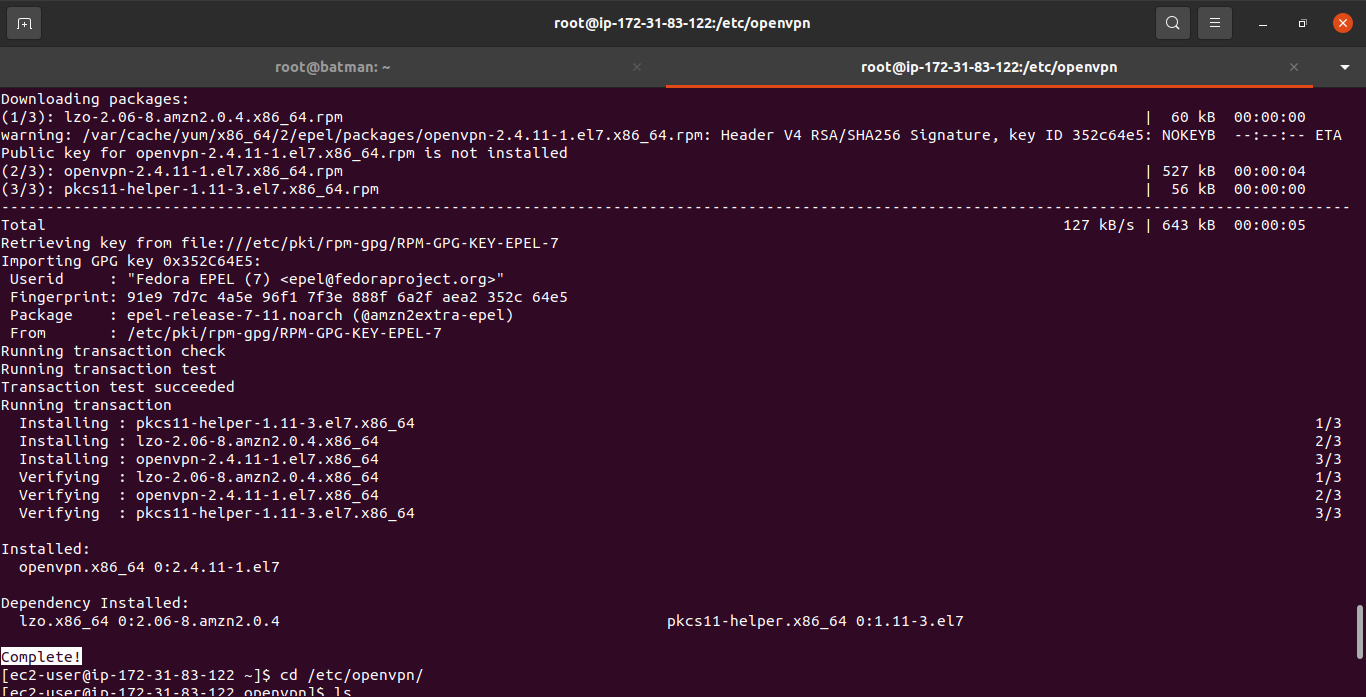 root@ip-172-31-83-122:/etc/openvpn
root@batman: ~
root@ip-172-31-83-122:/etc/openvpn
Downloading packages:
(1/3): lzo-2.06-8.amzn2.0.4.x86_64.rpm | 60 kB 00:00:00
warning: /var/cache/yum/x86_64/2/epel/packages/openvpn-2.4.11-1.el7.x86_64.rpm: Header V4 RSA/SHA256 Signature, key ID 352c64e5: NOKEYB --:--:-- ETA
Public key for openvpn-2.4.11-1.el7.x86_64.rpm is not installed
(2/3): openvpn-2.4.11-1.el7.x86_64.rpm | 527 kB 00:00:04
(3/3): pkcs11-helper-1.11-3.el7.x86_64.rpm | 56 kB 00:00:00
------------------------------------------------------------------------------------------------------------------------------------------------------
Total 127 kB/s | 643 kB 00:00:05
Retrieving key from file:///etc/pki/rpm-gpg/RPM-GPG-KEY-EPEL-7
Importing GPG key 0x352C64E5:
Userid : "Fedora EPEL (7) <epel@fedoraproject.org>"
Fingerprint: 91e9 7d7c 4a5e 96f1 7f3e 888f 6a2f aea2 352c 64e5
Package : epel-release-7-11.noarch (@amzn2extra-epel)
From : /etc/pki/rpm-gpg/RPM-GPG-KEY-EPEL-7
Running transaction check
Running transaction test
Transaction test succeeded
Running transaction
Installing : pkcs11-helper-1.11-3.el7.x86_64 1/3
Installing : lzo-2.06-8.amzn2.0.4.x86_64 2/3
Installing : openvpn-2.4.11-1.el7.x86_64 3/3
Verifying : lzo-2.06-8.amzn2.0.4.x86_64 1/3
Verifying : openvpn-2.4.11-1.el7.x86_64 2/3
Verifying : pkcs11-helper-1.11-3.el7.x86_64 3/3
Installed:
openvpn.x86_64 0:2.4.11-1.el7
Dependency Installed:
lzo.x86_64 0:2.06-8.amzn2.0.4 pkcs11-helper.x86_64 0:1.11-3.el7
Complete!
[ec2-user@ip-172-31-83-122 ~]$ cd /etc/openvpn/
[ec2-user@ip-172-31-83-122 openvpn]$ ls